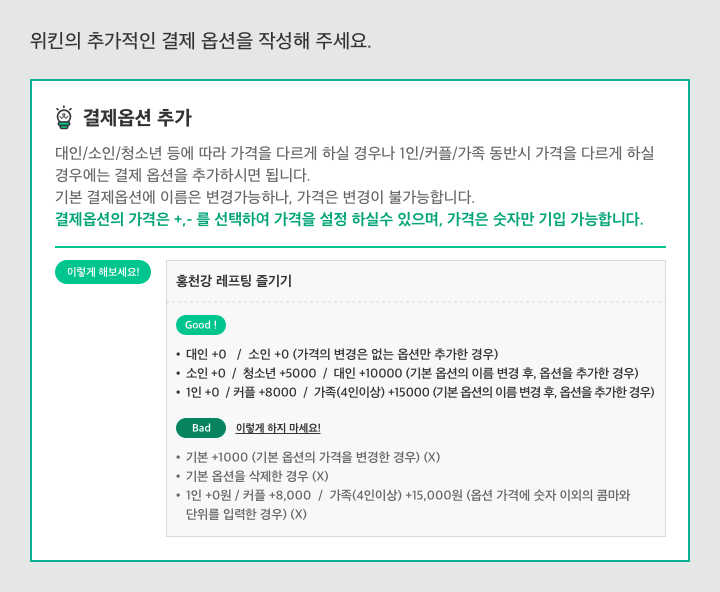 위킨의 추가적인 결제 옵션을 작성해 주세요.
결제옵션 추가
대인/소인/청소년 등에 따라 가격을 다르게 하실 경우나 1인/커플/가족 동반시 가격을 다르게 하실
경우에는 결제 옵션을 추가하시면 됩니다.
기본 결제옵션에 이름은 변경가능하나, 가격은 변경이 불가능합니다.
결제옵션의 가격은 +,- 를 선택하여 가격을 설정 하실수 있으며, 가격은 숫자만 기입 가능합니다.
이렇게 해보세요!
홍천강 레프팅 즐기기
Good !
• 대인 +0 / 소인 +0 (가격의 변경은 없는 옵션만 추가한 경우)
• 소인 +0 / 청소년 +5000 / 대인 +10000 (기본 옵션의 이름 변경 후, 옵션을 추가한 경우)
• 1인 +0 / 커플 +8000 / 가족(4인이상) +15000 (기본 옵션의 이름 변경 후, 옵션을 추가한 경우)
Bad 이렇게 하지 마세요!
• 기본 +1000 (기본 옵션의 가격을 변경한 경우) (X)
• 기본 옵션을 삭제한 경우 (X)
• 1인 +0원 / 커플 +8,000 / 가족(4인이상) +15,000원 (옵션 가격에 숫자 이외의 콤마와
단위를 입력한 경우) (X)